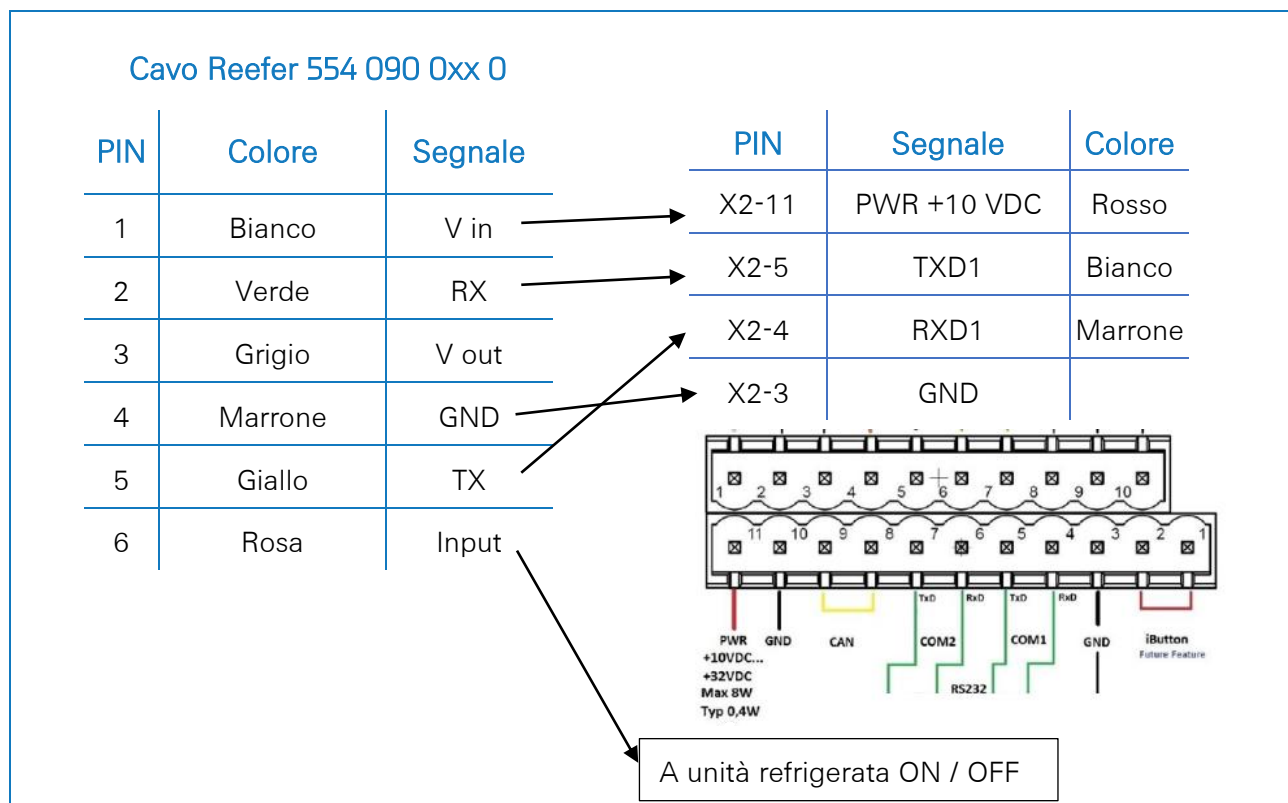 Cavo Reefer 554 090 0xx 0
PIN Colore Segnale
1 Bianco V in
2 Verde RX
3 Grigio V out
4 Marrone GND
5 Giallo TX
6 Rosa Input
PIN Segnale Colore
X2-11 PWR +10 VDC Rosso
X2-5 TXD1 Bianco
X2-4 RXD1 Marrone
X2-3 GND
1 2 3 4 5 6 7 8 9 10
11 10 9 8 7 6 5 4 3 2 1
TxD RxD TxD RxD
PWR GND CAN COM2 COM1 GND iButton
Future Feature
+10VDC...
+32VDC
Max 8W
Typ 0,4W
RS232
A unità refrigerata ON / OFF